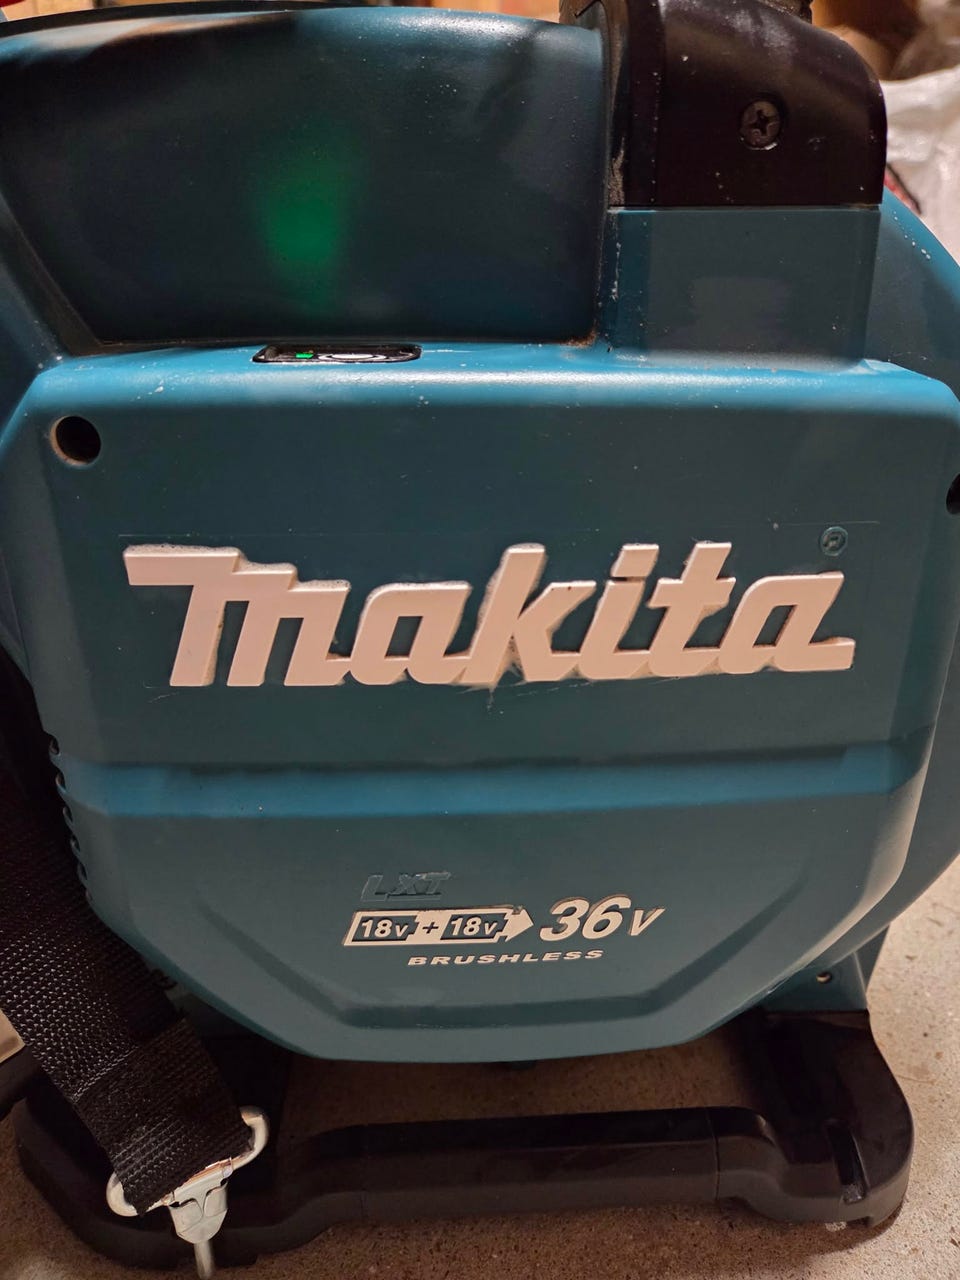 makita®
LXT
18v + 18v 36v
BRUSHLESS